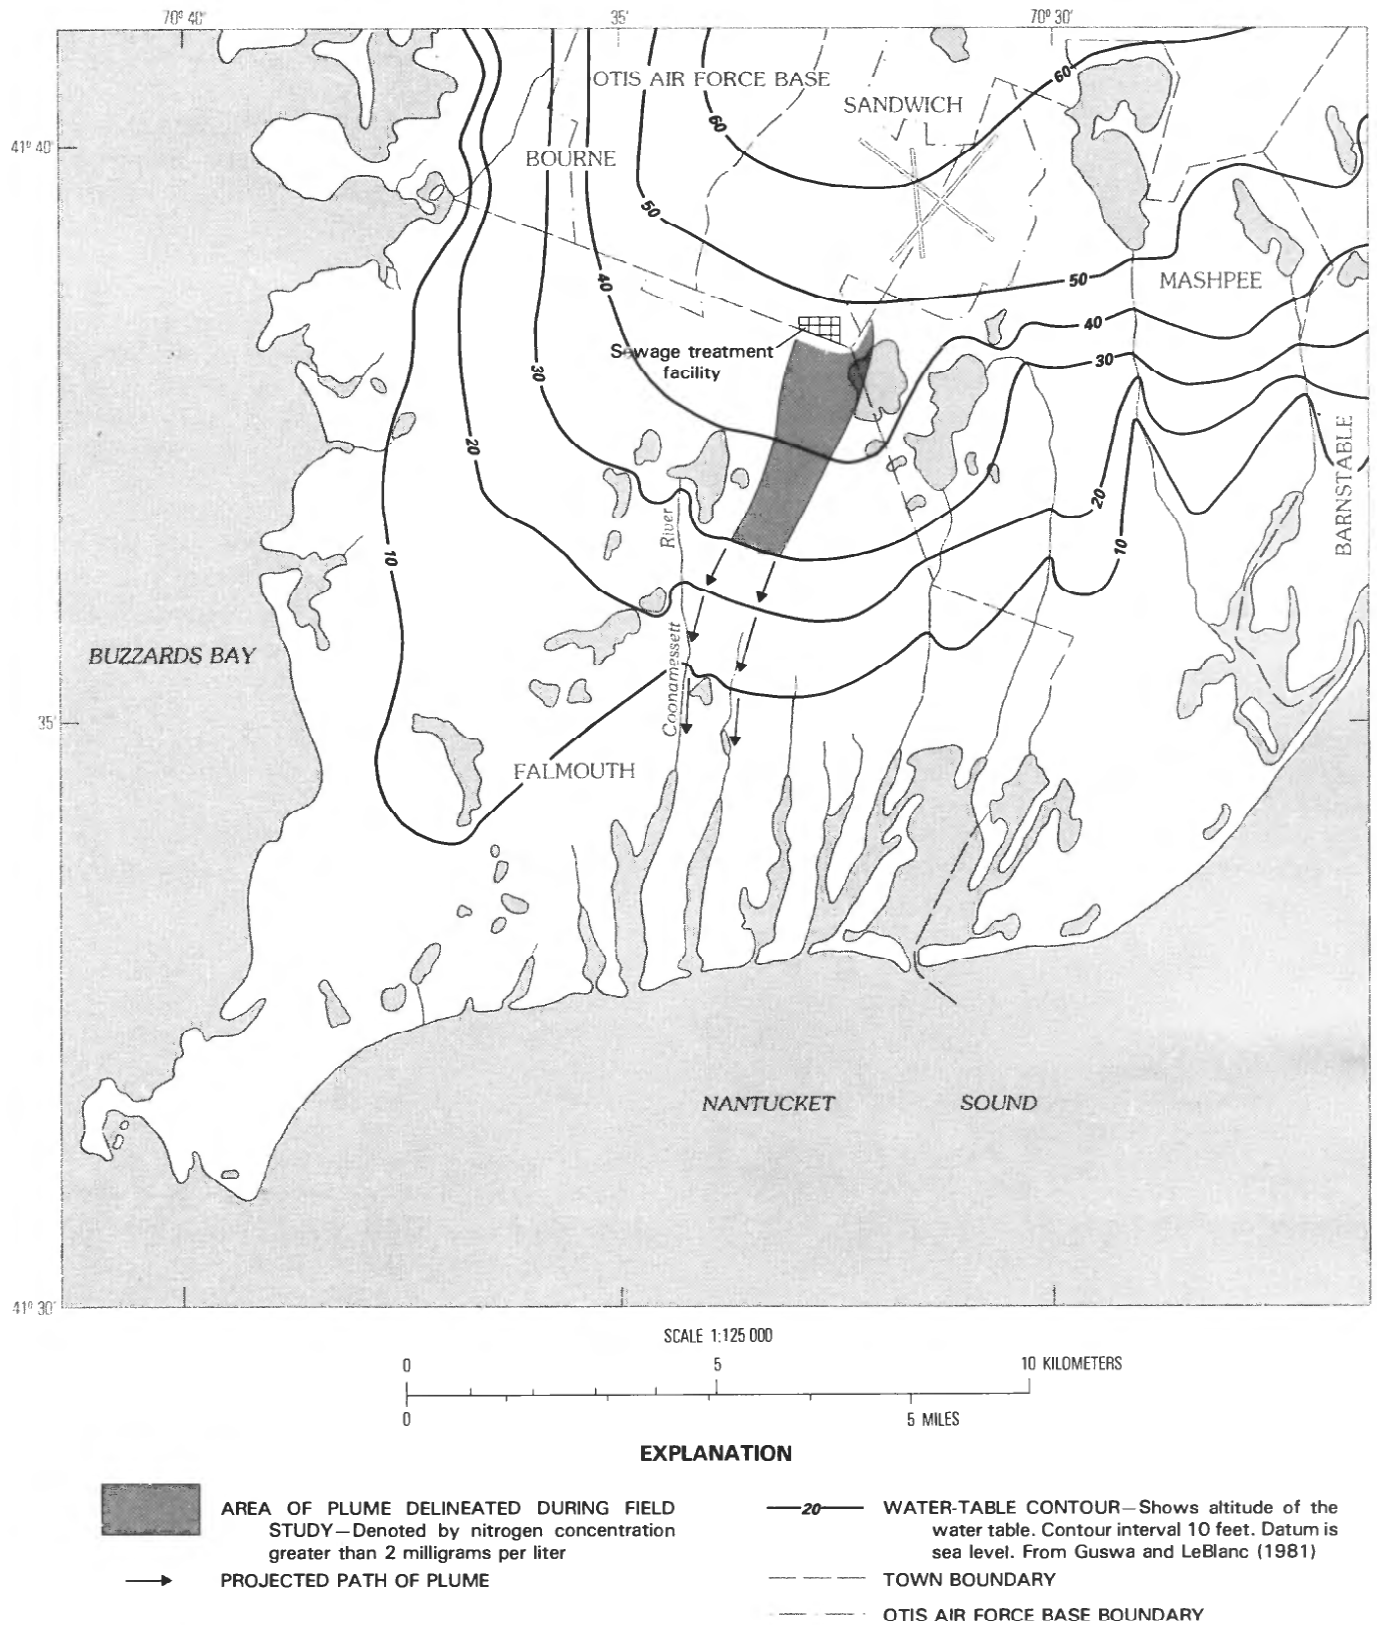 70° 40'
35'
70° 30'
OTIS AIR FORCE BASE
SANDWICH
60
60
41° 40'
BOURNE
50
50
MASHPEE
40
40
Sewage treatment
facility
30
30
20
BARNSTABLE
20
River
10
10
BUZZARDS BAY
Coonamessett
35'
FALMOUTH
NANTUCKET SOUND
41° 30'
SCALE 1:125 000
0 5 10 KILOMETERS
0 5 MILES
EXPLANATION
AREA OF PLUME DELINEATED DURING FIELD
STUDY—Denoted by nitrogen concentration
greater than 2 milligrams per liter
PROJECTED PATH OF PLUME
20 WATER-TABLE CONTOUR—Shows altitude of the
water table. Contour interval 10 feet. Datum is
sea level. From Guswa and LeBlanc (1981)
TOWN BOUNDARY
OTIS AIR FORCE BASE BOUNDARY